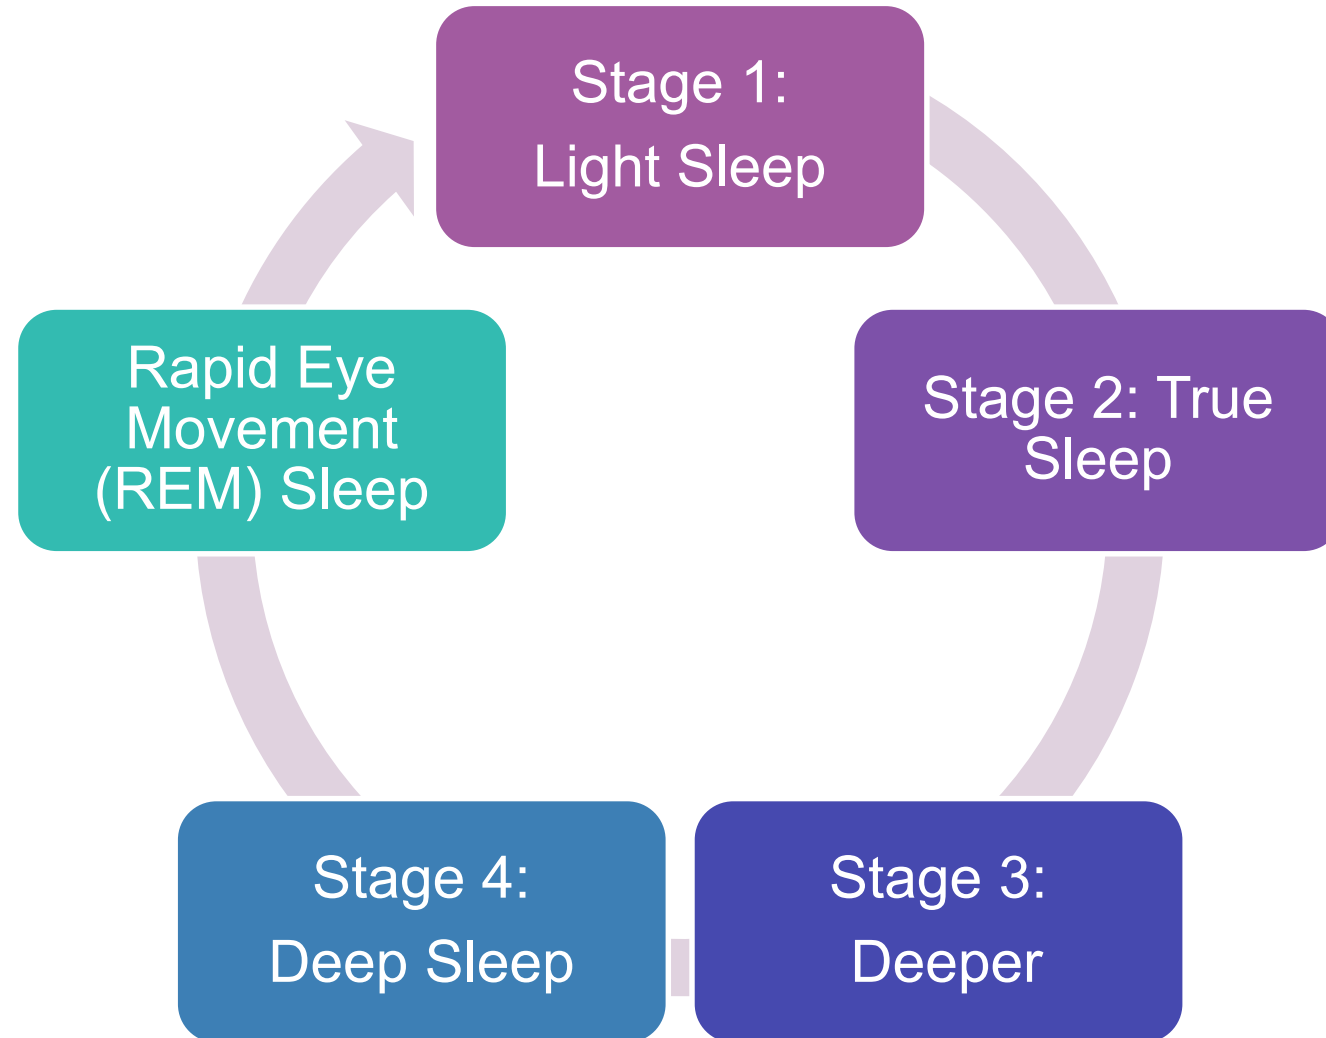 Stage 1:
Light Sleep
Stage 2: True
Sleep
Stage 3:
Deeper
Stage 4:
Deep Sleep
Rapid Eye
Movement
(REM) Sleep